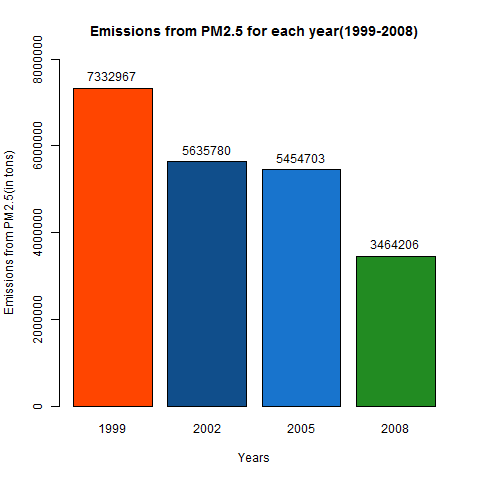 Emissions from PM2.5 for each year(1999-2008)
Emissions from PM2.5(in tons)
8000000
6000000
4000000
2000000
0
7332967
5635780
5454703
3464206
1999 2002 2005 2008
Years